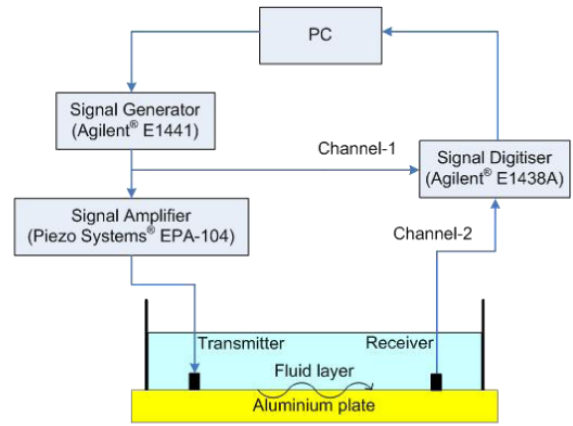 PC
Signal Generator
(Agilent® E1441)
Channel-1
Signal Digitiser
(Agilent® E1438A)
Signal Amplifier
(Piezo Systems® EPA-104)
Channel-2
Transmitter
Receiver
Fluid layer
Aluminium plate